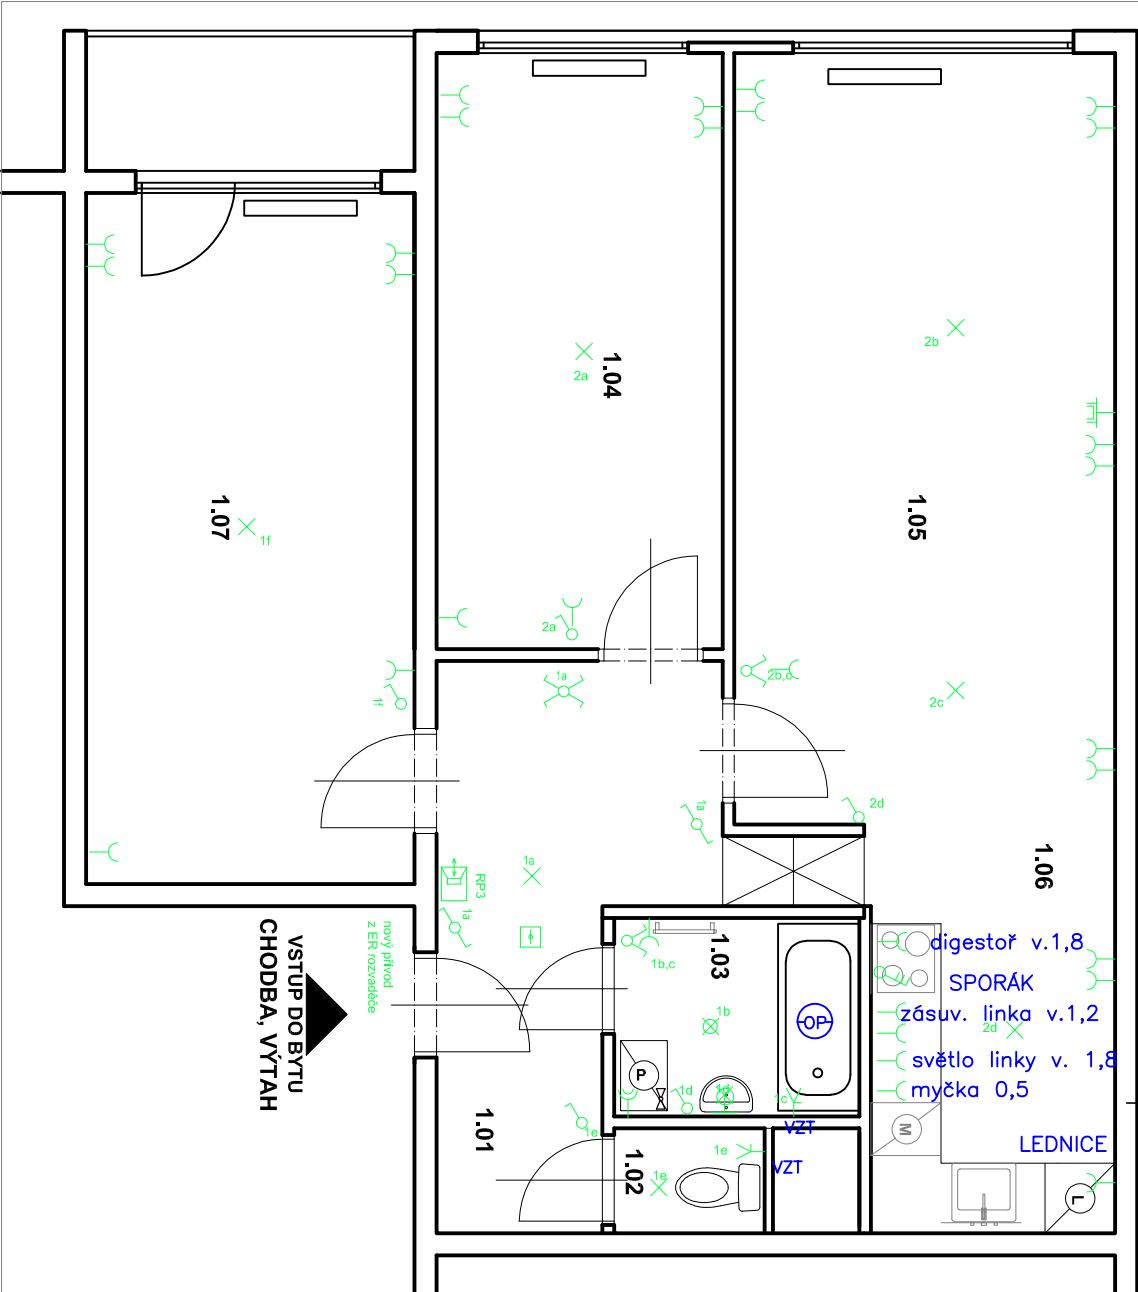 2b
1.04
2a
1.07
1f
1.05
2a
1a
2b,c
1f
2c
1a
2d
1.06
1a
RP3
1a
nový přívod
z ER rozvaděče
VSTUP DO BYTU
CHODBA, VÝTAH
1.03
1b,c
digestoř v.1,8
SPORÁK
zásuv. linka v.1,2
2d
světlo linky v. 1,8
myčka 0,5
1b
OP
P
1d
1c
1e
VZT
M
LEDNICE
1.01
1.02
1e
1e
VZT
L